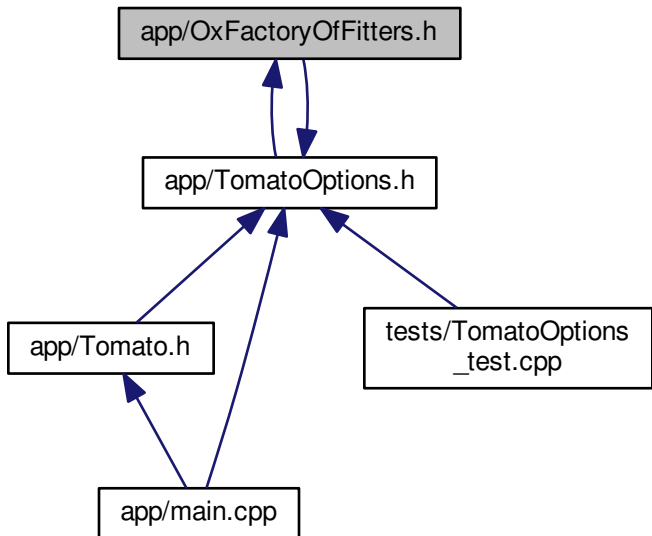 app/OxFactoryOfFitters.h
app/TomatoOptions.h
app/Tomato.h
tests/TomatoOptions
_test.cpp
app/main.cpp